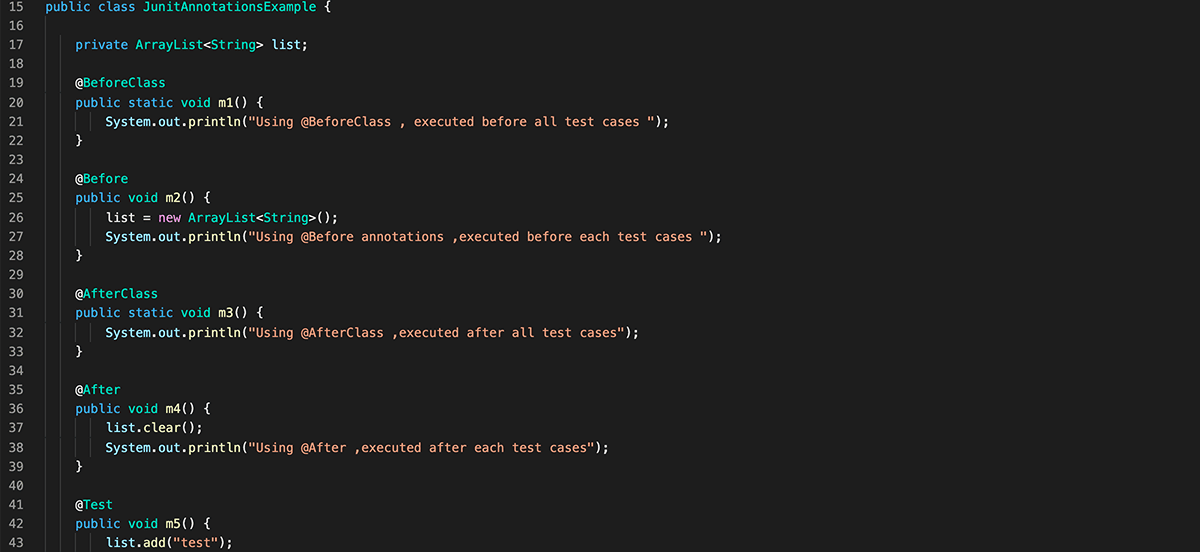 15 public class JunitAnnotationsExample {
16
17     private ArrayList<String> list;
18
19     @BeforeClass
20     public static void m1() {
21         System.out.println("Using @BeforeClass , executed before all test cases ");
22     }
23
24     @Before
25     public void m2() {
26         list = new ArrayList<String>();
27         System.out.println("Using @Before annotations ,executed before each test cases ");
28     }
29
30     @AfterClass
31     public static void m3() {
32         System.out.println("Using @AfterClass ,executed after all test cases");
33     }
34
35     @After
36     public void m4() {
37         list.clear();
38         System.out.println("Using @After ,executed after each test cases");
39     }
40
41     @Test
42     public void m5() {
43         list.add("test");